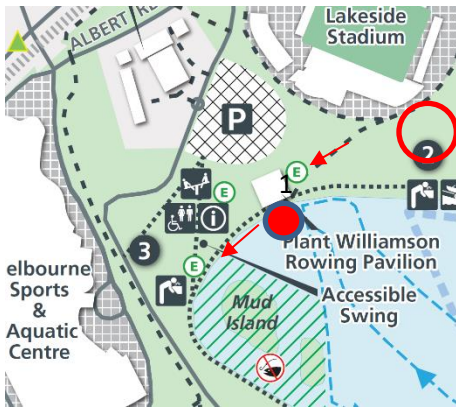 Lakeside
Stadium
ALBERT
P
2
E
E
1
i
3
E
Plant Williamson
Rowing Pavilion
elbourne
Sports
&
Aquatic
Centre
Accessible
Swing
Mud
Island